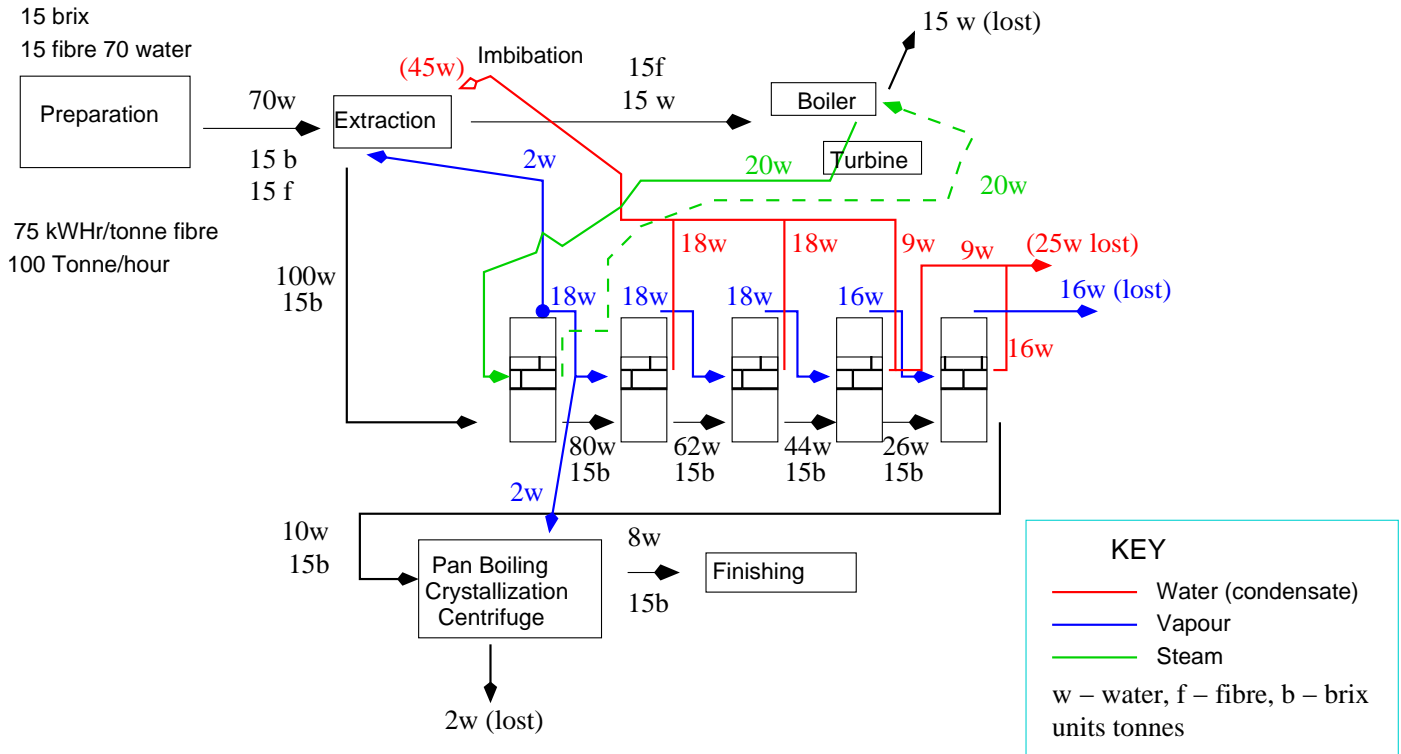 15 brix
15 fibre 70 water
Preparation
70w
15 b
15 f
75 kWHr/tonne fibre
100 Tonne/hour
(45w)
Imbibation
Extraction
15f
15 w
15 w (lost)
Boiler
Turbine
2w
20w
20w
100w
15b
18w
18w
9w
9w
(25w lost)
18w
18w
18w
16w
16w (lost)
16w
80w
15b
62w
15b
44w
15b
26w
15b
2w
10w
15b
Pan Boiling
Crystallization
Centrifuge
8w
15b
Finishing
2w (lost)
KEY
Water (condensate)
Vapour
Steam
w – water, f – fibre, b – brix
units tonnes